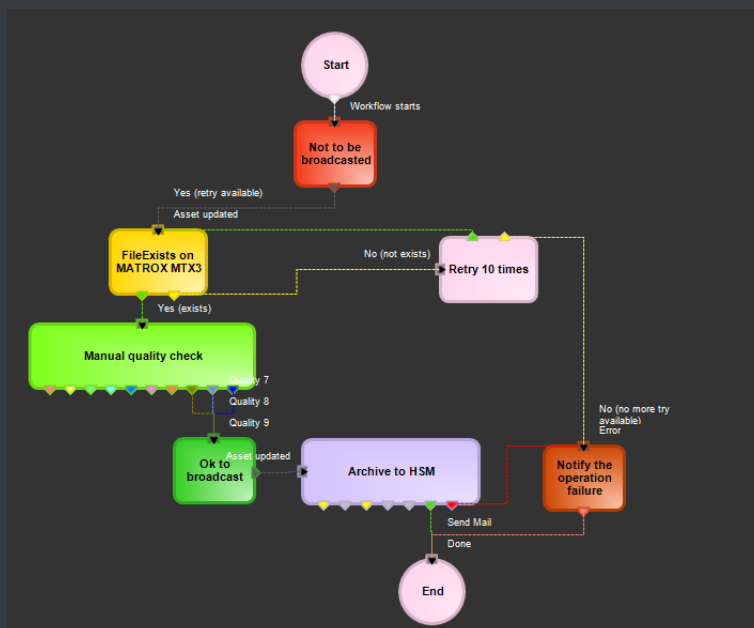 Start
Workflow starts
Not to be
broadcasted
Yes (retry available)
Asset updated
FileExists on
MATROX MTX3
No (not exists)
Retry 10 times
Yes (exists)
Manual quality check
Quality 7
Quality 8
Quality 9
No (no more try
available)
Error
Ok to
broadcast
Asset updated
Archive to HSM
Notify the
operation
failure
Send Mail
Done
End